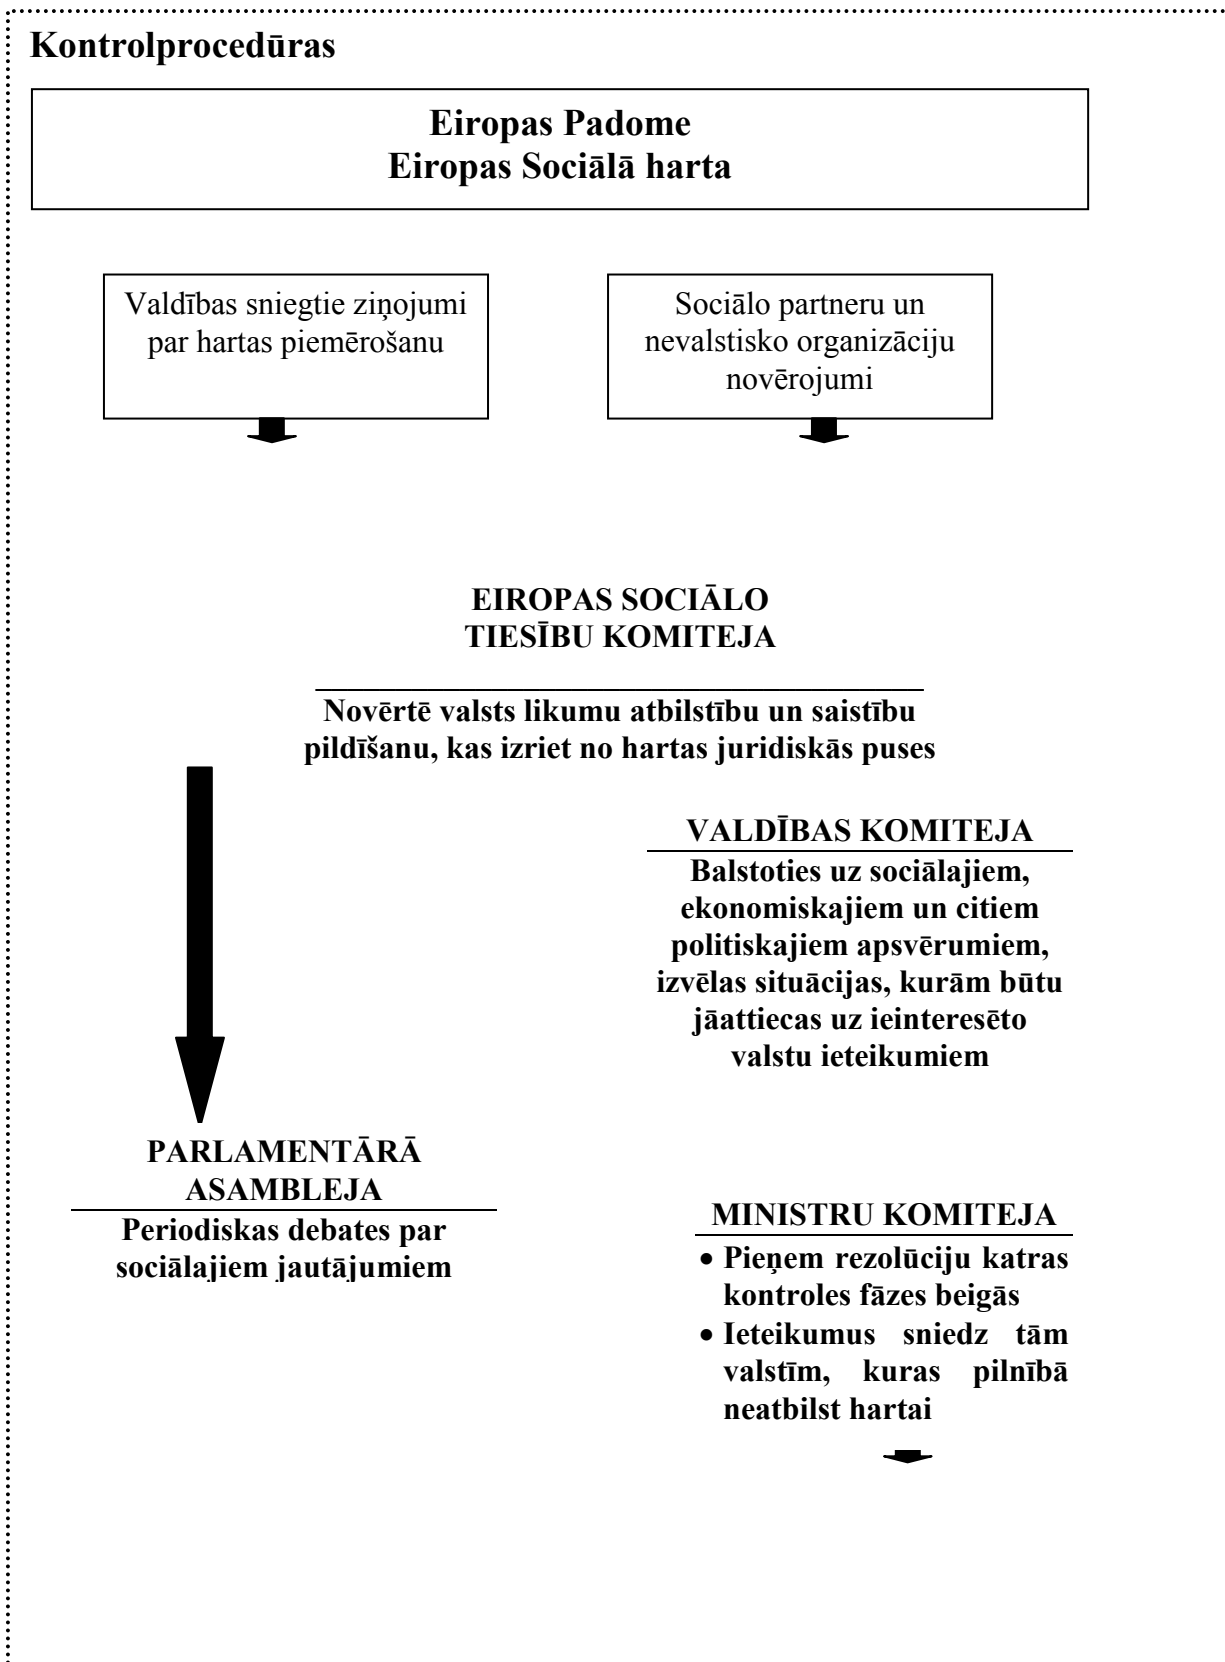 Kontrolprocedūras
Eiropas Padome
Eiropas Sociālā harta
Valdības sniegtie ziņojumi
par hartas piemērošanu
Sociālo partneru un
nevalstisko organizāciju
novērojumi
EIROPAS SOCIĀLO
TIESĪBU KOMITEJA
Novērtē valsts likumu atbilstību un saistību
pildīšanu, kas izriet no hartas juridiskās puses
VALDĪBAS KOMITEJA
Balstoties uz sociālajiem,
ekonomiskajiem un citiem
politiskajiem apsvērumiem,
izvēlas situācijas, kurām būtu
jāattiecas uz ieinteresēto
valstu ieteikumiem
PARLAMENTĀRĀ
ASAMBLEJA
Periodiskas debates par
sociālajiem jautājumiem
MINISTRU KOMITEJA
• Pieņem rezolūciju katras
kontroles fāzes beigās
• Ieteikumus sniedz tām
valstīm, kuras pilnībā
neatbilst hartai